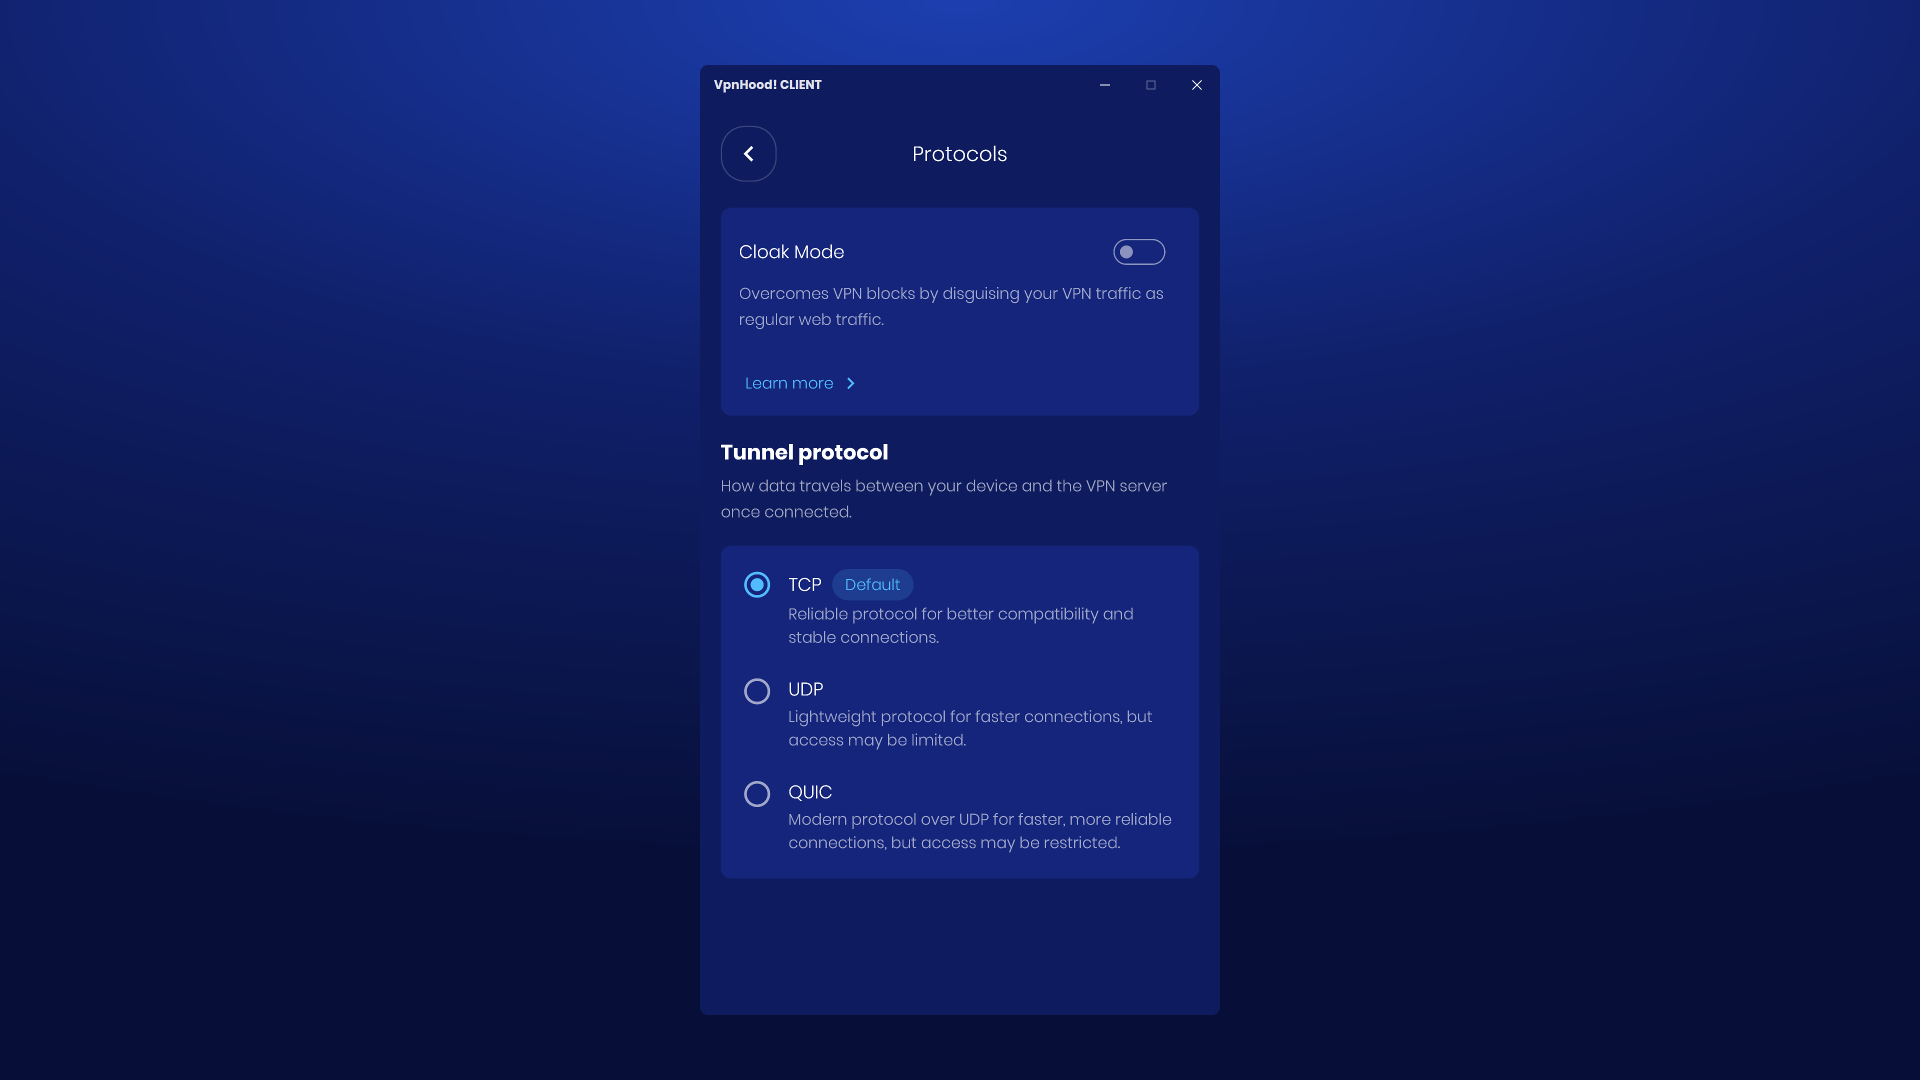 VpnHood! CLIENT
Protocols
Cloak Mode
Overcomes VPN blocks by disguising your VPN traffic as
regular web traffic.
Learn more
Tunnel protocol
How data travels between your device and the VPN server
once connected.
TCP Default
Reliable protocol for better compatibility and
stable connections.
UDP
Lightweight protocol for faster connections, but
access may be limited.
QUIC
Modern protocol over UDP for faster, more reliable
connections, but access may be restricted.